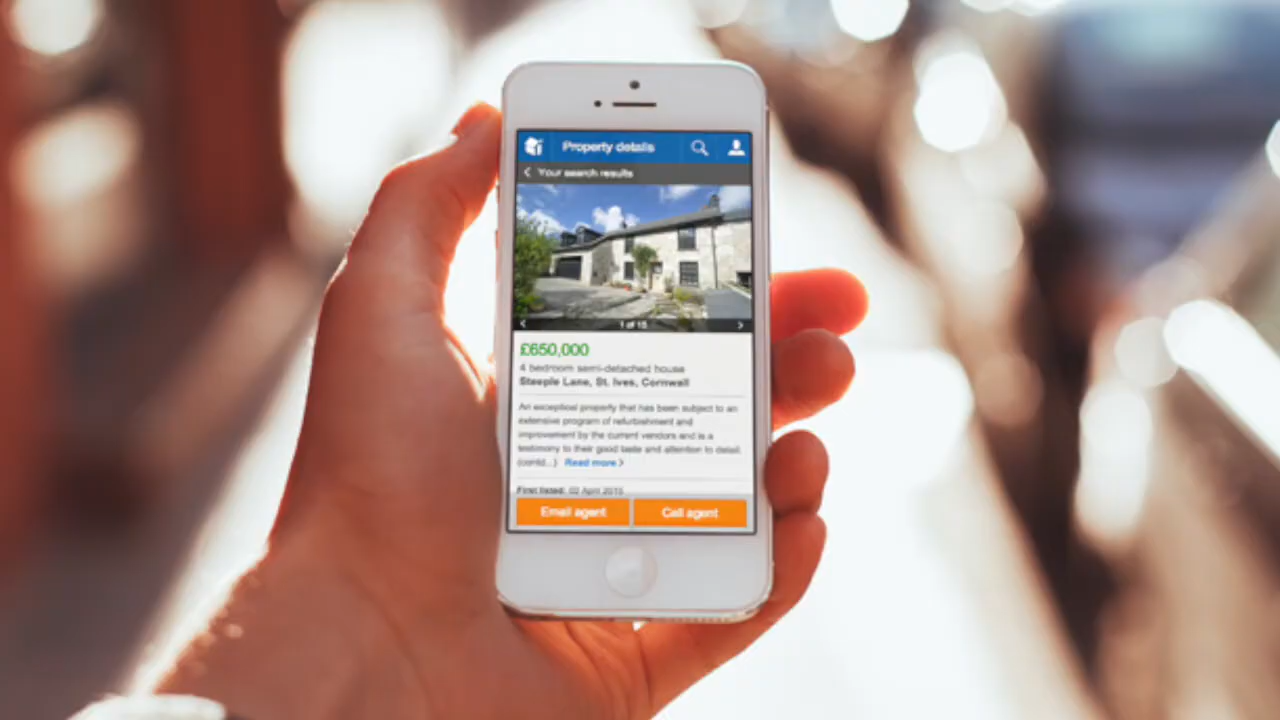 Property details
Your search results
1 of 15
£650,000
4 bedroom semi-detached house
Steeple Lane, St. Ives, Cornwall
An exceptional property that has been subject to an
extensive program of refurbishment and
improvement by the current vendors and is a
testimony to their good taste and attention to detail.
(contd...) Read more >
First listed: 02 April 2015
Email agent
Call agent